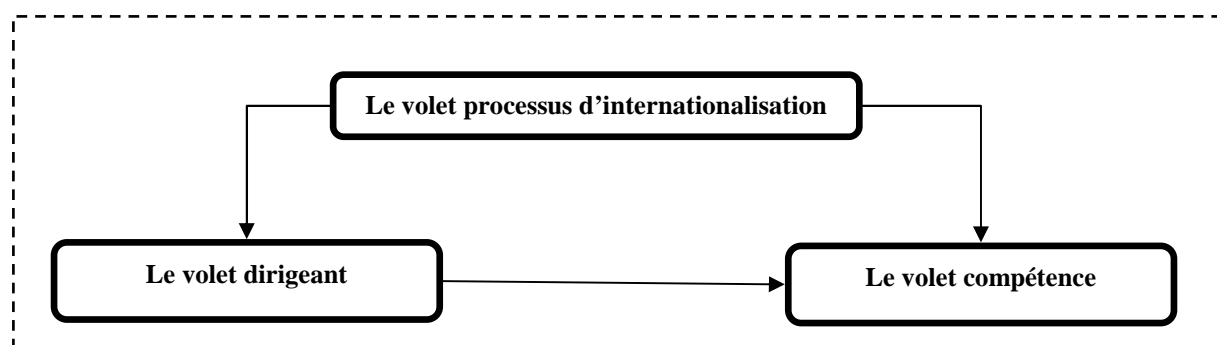 Le volet processus d’internationalisation
Le volet dirigeant
Le volet compétence